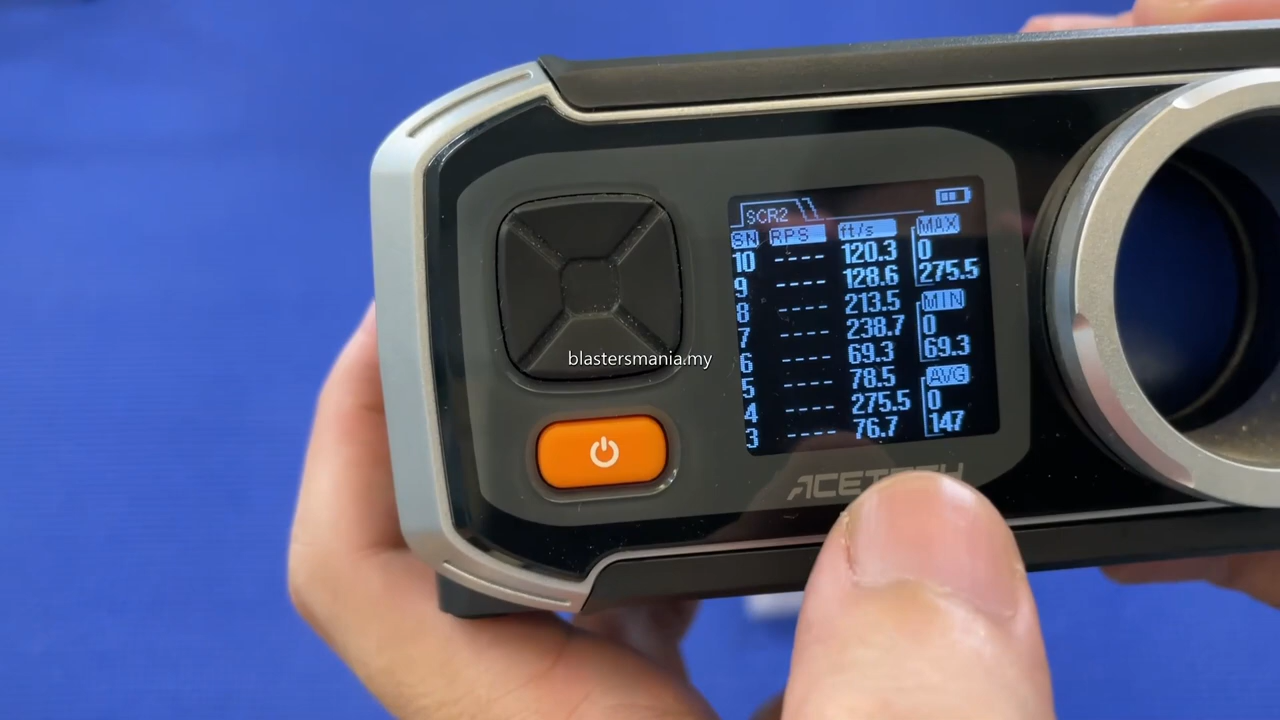 SCR2
SN RPS ft/s MAX
10 ---- 120.3 0
9 ---- 128.6 275.5
8 ---- 213.5 MIN
7 ---- 238.7 0
6 ---- 69.3 69.3
5 ---- 78.5 AVG
4 ---- 275.5 0
3 ---- 76.7 147
blastersmania.my
ACETECH